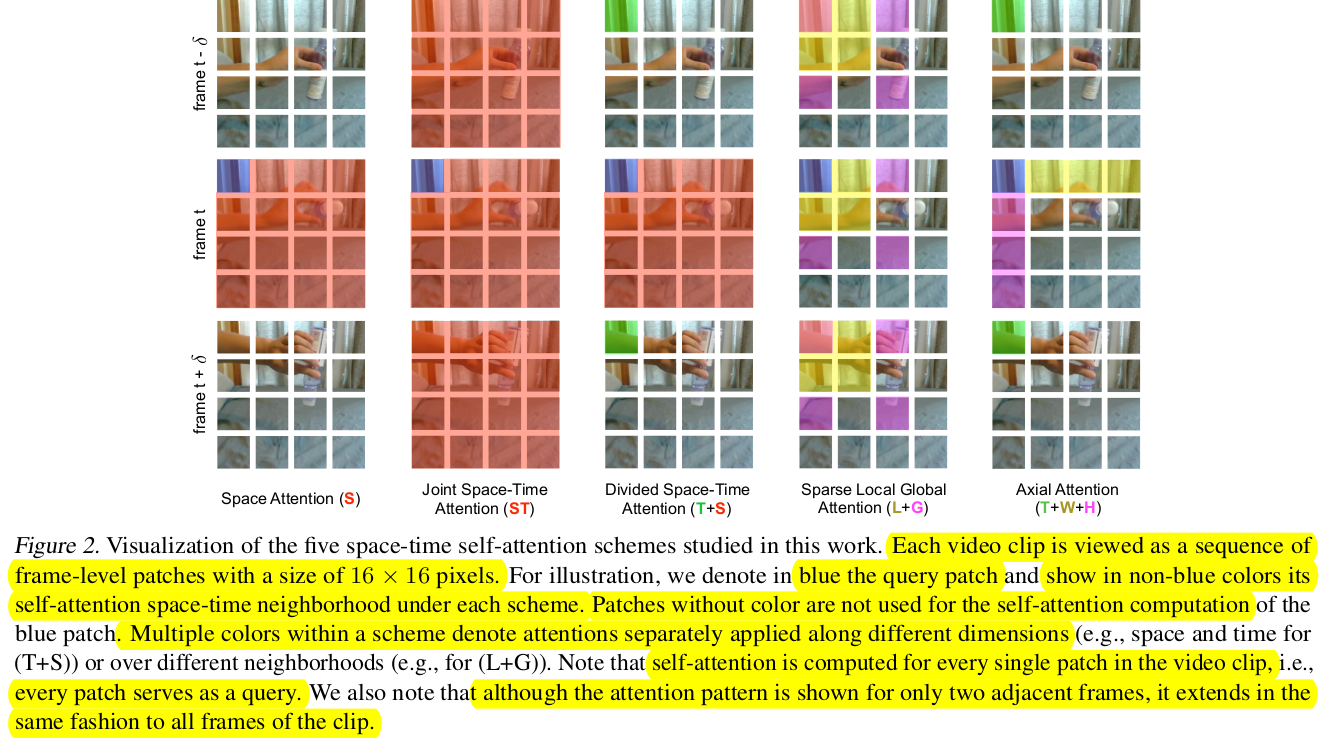 frame t - δ
frame t
frame t + δ
Space Attention (S)
Joint Space-Time
Attention (ST)
Divided Space-Time
Attention (T+S)
Sparse Local Global
Attention (L+G)
Axial Attention
(T+W+H)
Figure 2. Visualization of the five space-time self-attention schemes studied in this work. Each video clip is viewed as a sequence of
frame-level patches with a size of 16 × 16 pixels. For illustration, we denote in blue the query patch and show in non-blue colors its
self-attention space-time neighborhood under each scheme. Patches without color are not used for the self-attention computation of the
blue patch. Multiple colors within a scheme denote attentions separately applied along different dimensions (e.g., space and time for
(T+S)) or over different neighborhoods (e.g., for (L+G)). Note that self-attention is computed for every single patch in the video clip, i.e.,
every patch serves as a query. We also note that although the attention pattern is shown for only two adjacent frames, it extends in the
same fashion to all frames of the clip.